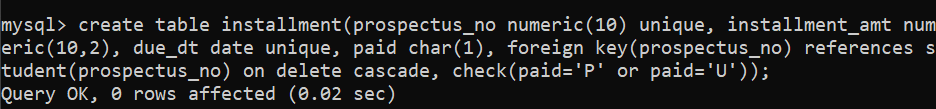 mysql> create table installment(prospectus_no numeric(10) unique, installment_amt num
eric(10,2), due_dt date unique, paid char(1), foreign key(prospectus_no) references s
tudent(prospectus_no) on delete cascade, check(paid='P' or paid='U'));
Query OK, 0 rows affected (0.02 sec)